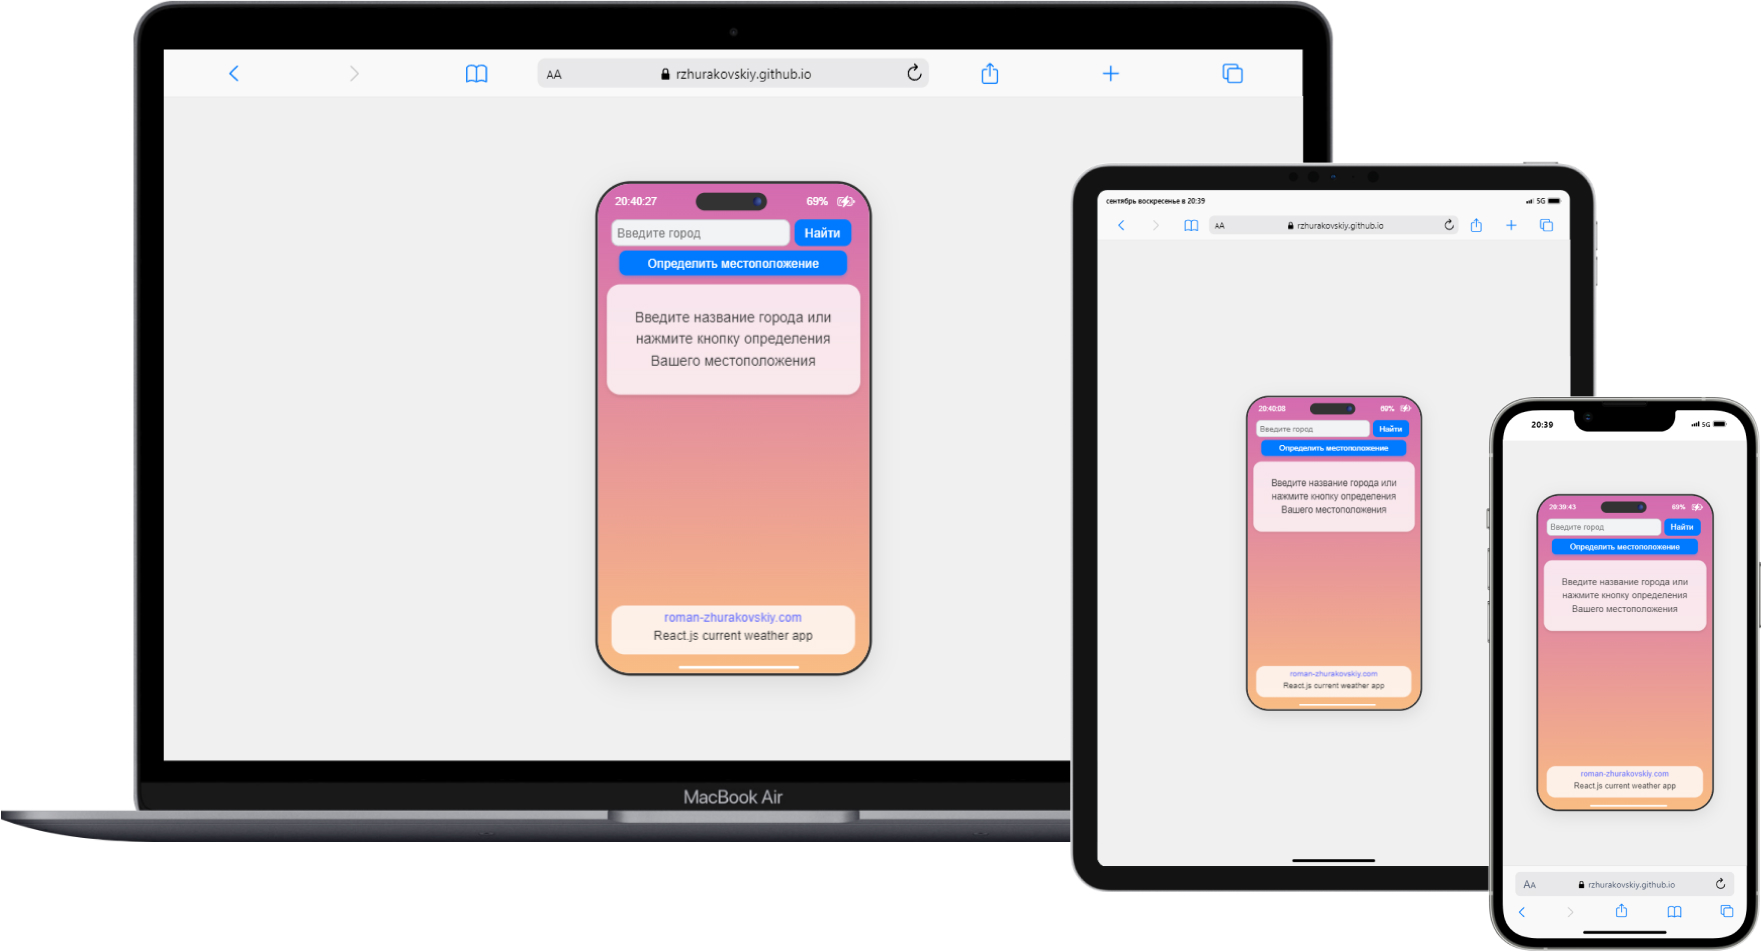 AA
rzhurakovskiy.github.io
20:40:27
69%
Введите город
Найти
Определить местоположение
Введите название города или
нажмите кнопку определения
Вашего местоположения
roman-zhurakovskiy.com
React.js current weather app
MacBook Air
сентябрь воскресенье в 20:39
5G
AA
rzhurakovskiy.github.io
20:40:08
69%
Введите город
Найти
Определить местоположение
Введите название города или
нажмите кнопку определения
Вашего местоположения
roman-zhurakovskiy.com
React.js current weather app
20:39
5G
20:39:43
69%
Введите город
Найти
Определить местоположение
Введите название города или
нажмите кнопку определения
Вашего местоположения
roman-zhurakovskiy.com
React.js current weather app
AA
rzhurakovskiy.github.io